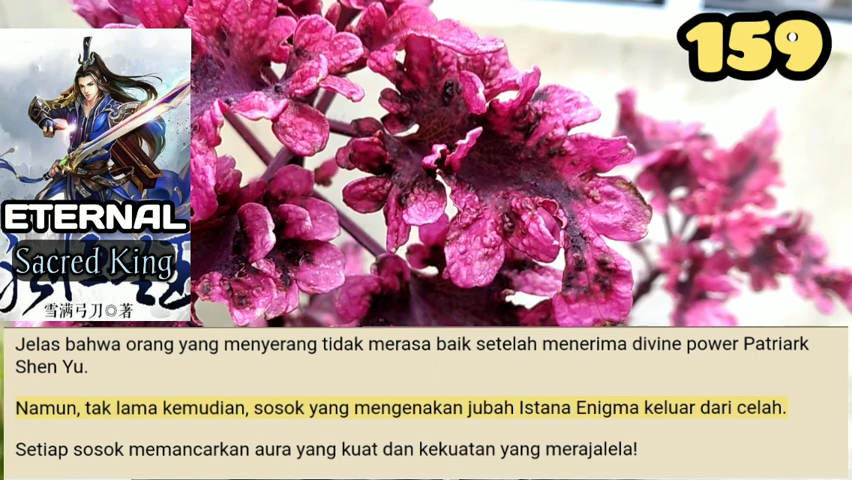 159
ETERNAL
Sacred King
雪满弓刀◎著
Jelas bahwa orang yang menyerang tidak merasa baik setelah menerima divine power Patriark
Shen Yu.
Namun, tak lama kemudian, sosok yang mengenakan jubah Istana Enigma keluar dari celah.
Setiap sosok memancarkan aura yang kuat dan kekuatan yang merajalela!